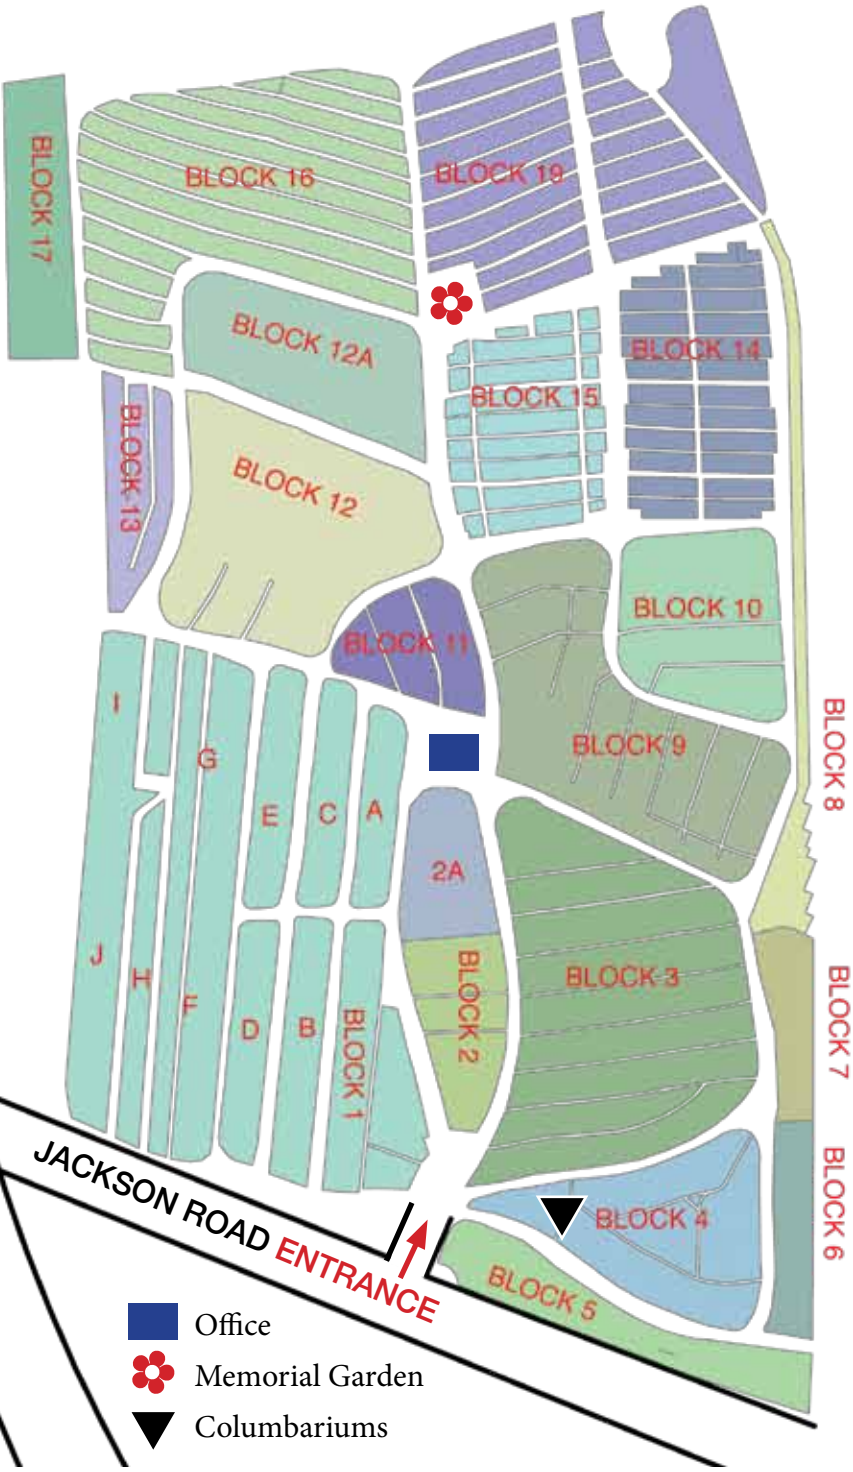 BLOCK 17
BLOCK 16
BLOCK 19
BLOCK 12A
BLOCK 14
BLOCK 15
BLOCK 13
BLOCK 12
BLOCK 10
BLOCK 11
I
G
BLOCK 9
BLOCK 8
E
C
A
2A
J
H
F
BLOCK 3
BLOCK 2
BLOCK 7
D
B
BLOCK 1
BLOCK 6
BLOCK 4
BLOCK 5
JACKSON ROAD ENTRANCE
Office
Memorial Garden
Columbariums